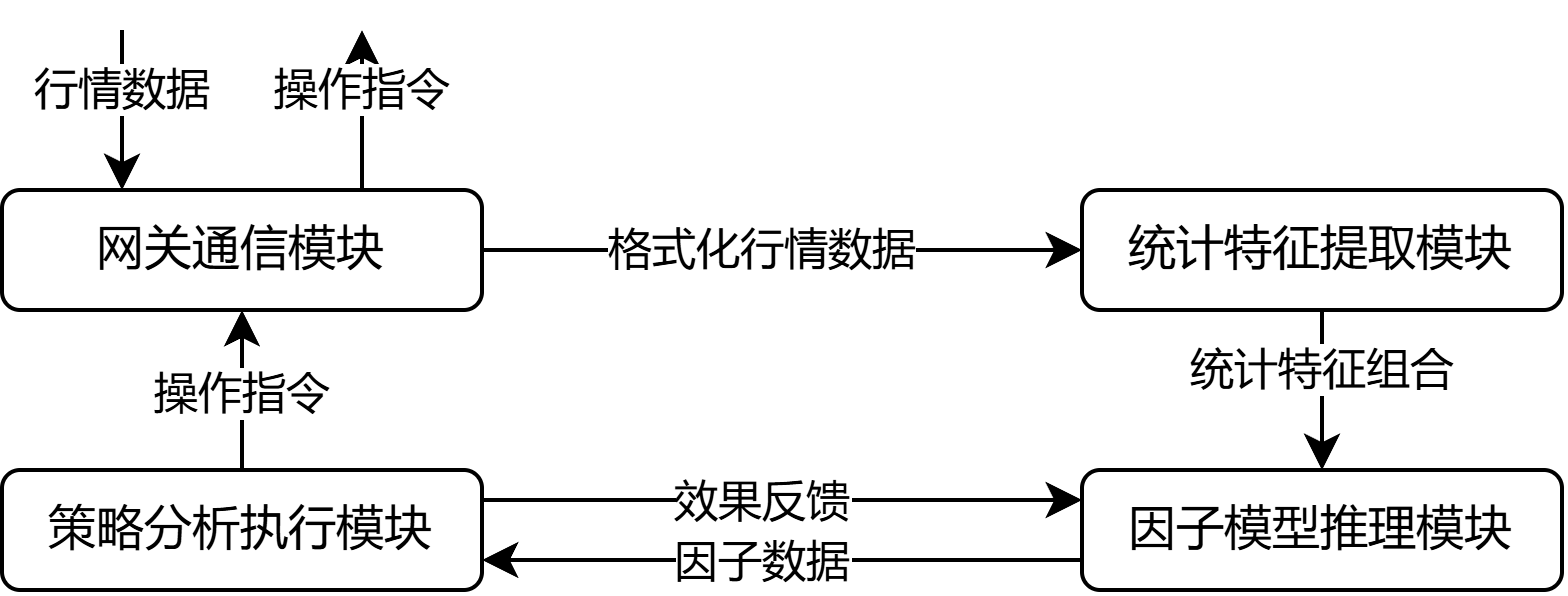 行情数据
操作指令
网关通信模块
格式化行情数据
统计特征提取模块
操作指令
统计特征组合
策略分析执行模块
效果反馈
因子数据
因子模型推理模块